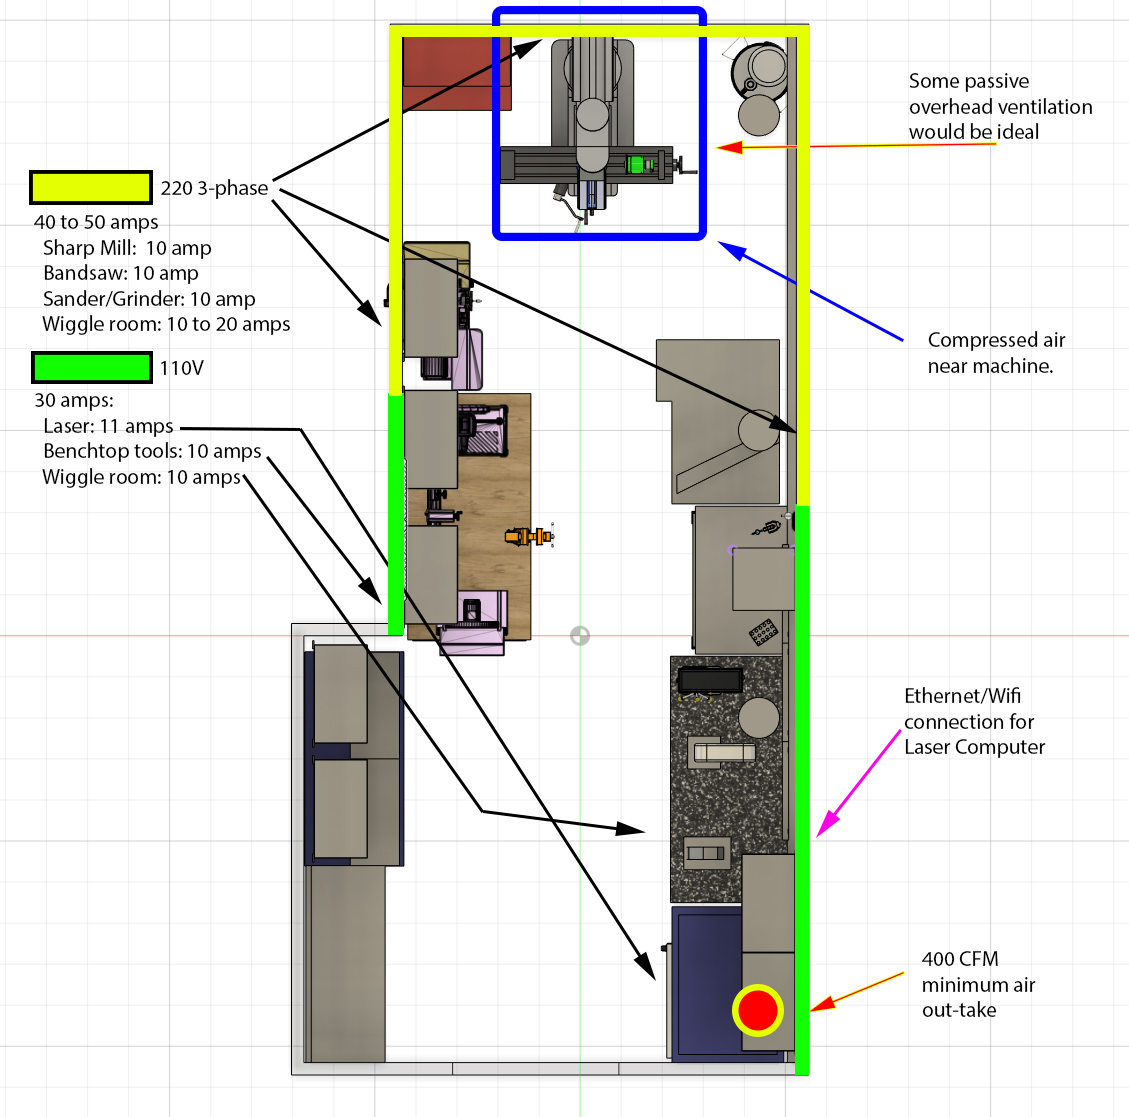 Some passive
overhead ventilation
would be ideal
220 3-phase
40 to 50 amps
Sharp Mill: 10 amp
Bandsaw: 10 amp
Sander/Grinder: 10 amp
Wiggle room: 10 to 20 amps
Compressed air
near machine.
110V
30 amps:
Laser: 11 amps
Benchtop tools: 10 amps
Wiggle room: 10 amps
Ethernet/Wifi
connection for
Laser Computer
400 CFM
minimum air
out-take